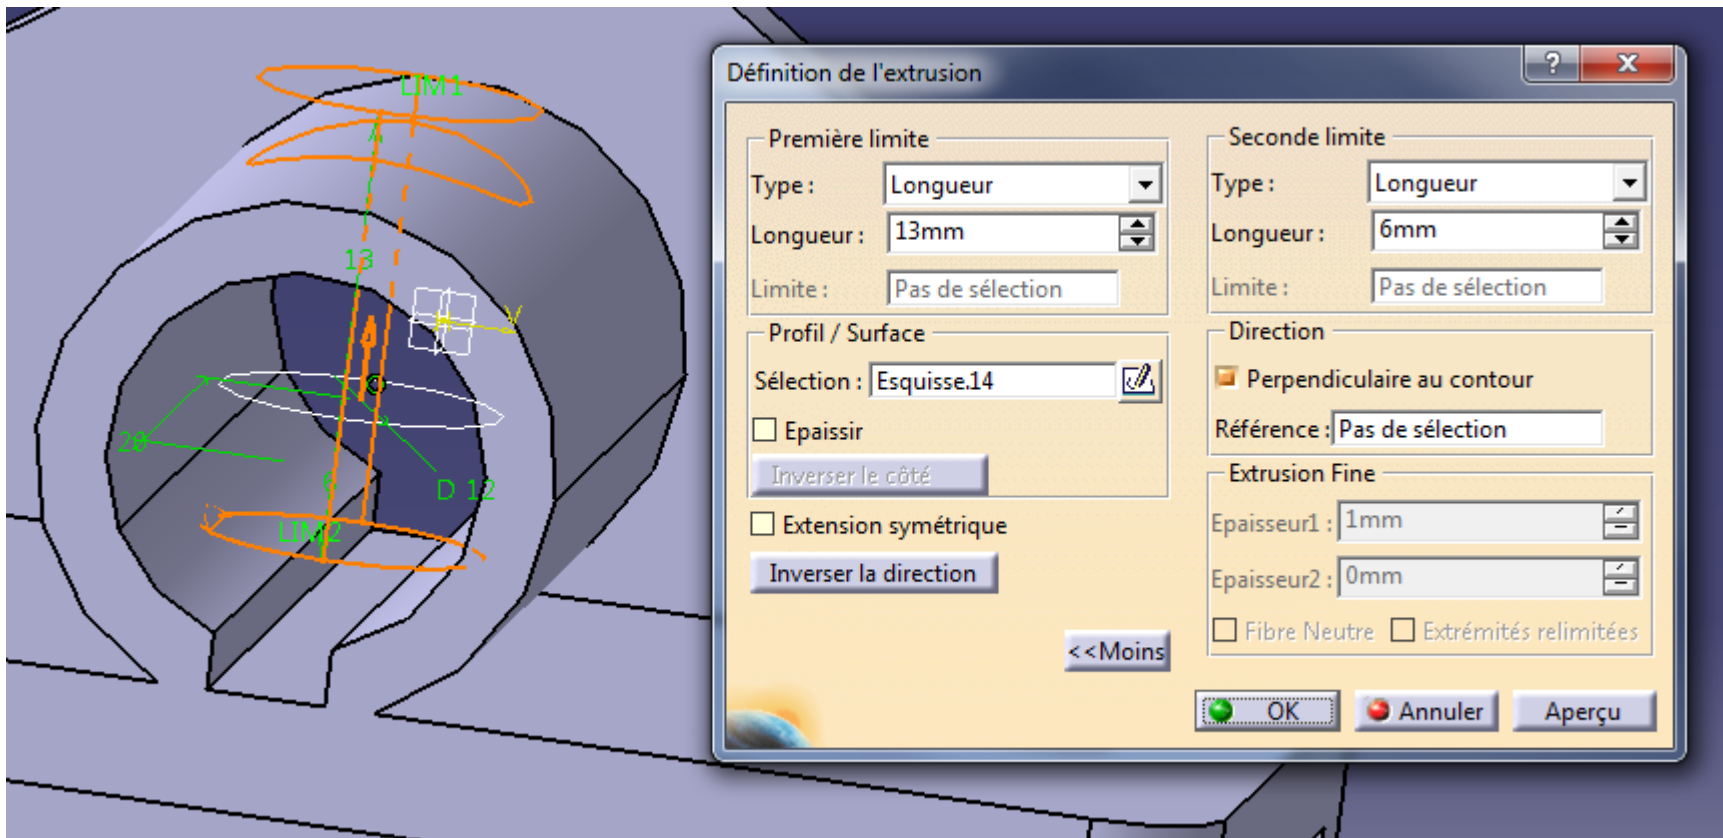 LIM1
13
V
20
6
D 12
LIM2
Définition de l'extrusion
?
Première limite
Type :
Longueur
Longueur :
13mm
Limite :
Pas de sélection
Profil / Surface
Sélection :
Esquisse.14
Epaissir
Inverser le côté
Extension symétrique
Inverser la direction
<<Moins
Seconde limite
Type :
Longueur
Longueur :
6mm
Limite :
Pas de sélection
Direction
Perpendiculaire au contour
Référence :
Pas de sélection
Extrusion Fine
Epaisseur1 :
1mm
Epaisseur2 :
0mm
Fibre Neutre
Extrémités relimitées
OK
Annuler
Aperçu